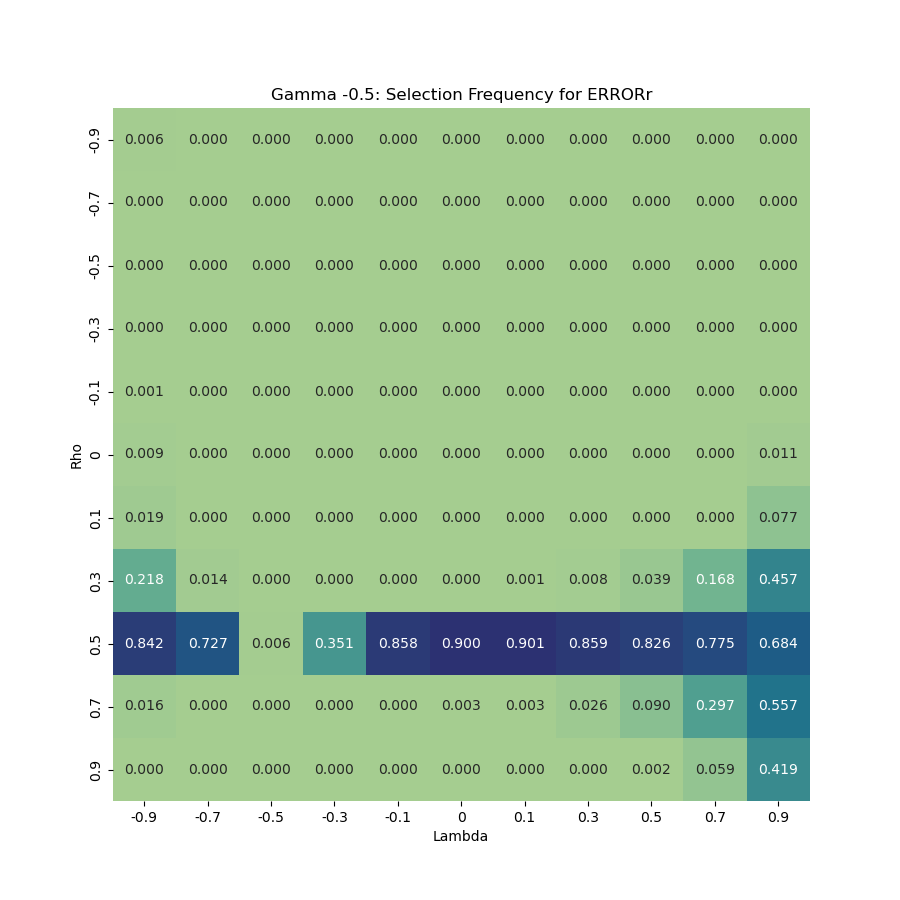 Gamma -0.5: Selection Frequency for ERRORr
Rho
-0.9 0.006 0.000 0.000 0.000 0.000 0.000 0.000 0.000 0.000 0.000 0.000
-0.7 0.000 0.000 0.000 0.000 0.000 0.000 0.000 0.000 0.000 0.000 0.000
-0.5 0.000 0.000 0.000 0.000 0.000 0.000 0.000 0.000 0.000 0.000 0.000
-0.3 0.000 0.000 0.000 0.000 0.000 0.000 0.000 0.000 0.000 0.000 0.000
-0.1 0.001 0.000 0.000 0.000 0.000 0.000 0.000 0.000 0.000 0.000 0.000
0 0.009 0.000 0.000 0.000 0.000 0.000 0.000 0.000 0.000 0.000 0.011
0.1 0.019 0.000 0.000 0.000 0.000 0.000 0.000 0.000 0.000 0.000 0.077
0.3 0.218 0.014 0.000 0.000 0.000 0.000 0.001 0.008 0.039 0.168 0.457
0.5 0.842 0.727 0.006 0.351 0.858 0.900 0.901 0.859 0.826 0.775 0.684
0.7 0.016 0.000 0.000 0.000 0.000 0.003 0.003 0.026 0.090 0.297 0.557
0.9 0.000 0.000 0.000 0.000 0.000 0.000 0.000 0.000 0.002 0.059 0.419
-0.9 -0.7 -0.5 -0.3 -0.1 0 0.1 0.3 0.5 0.7 0.9
Lambda